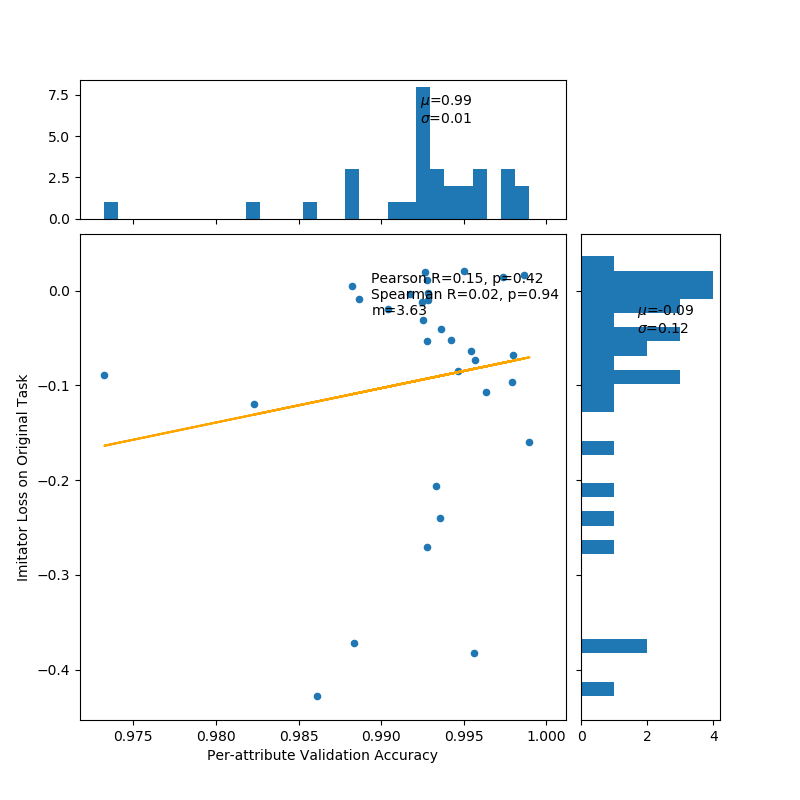 7.5
5.0
2.5
0.0
μ=0.99
σ=0.01
0.0
−0.1
−0.2
−0.3
−0.4
Imitator Loss on Original Task
Pearson R=0.15, p=0.42
Spearman R=0.02, p=0.94
m=3.63
μ=-0.09
σ=0.12
0.975 0.980 0.985 0.990 0.995 1.000
Per-attribute Validation Accuracy
0 2 4